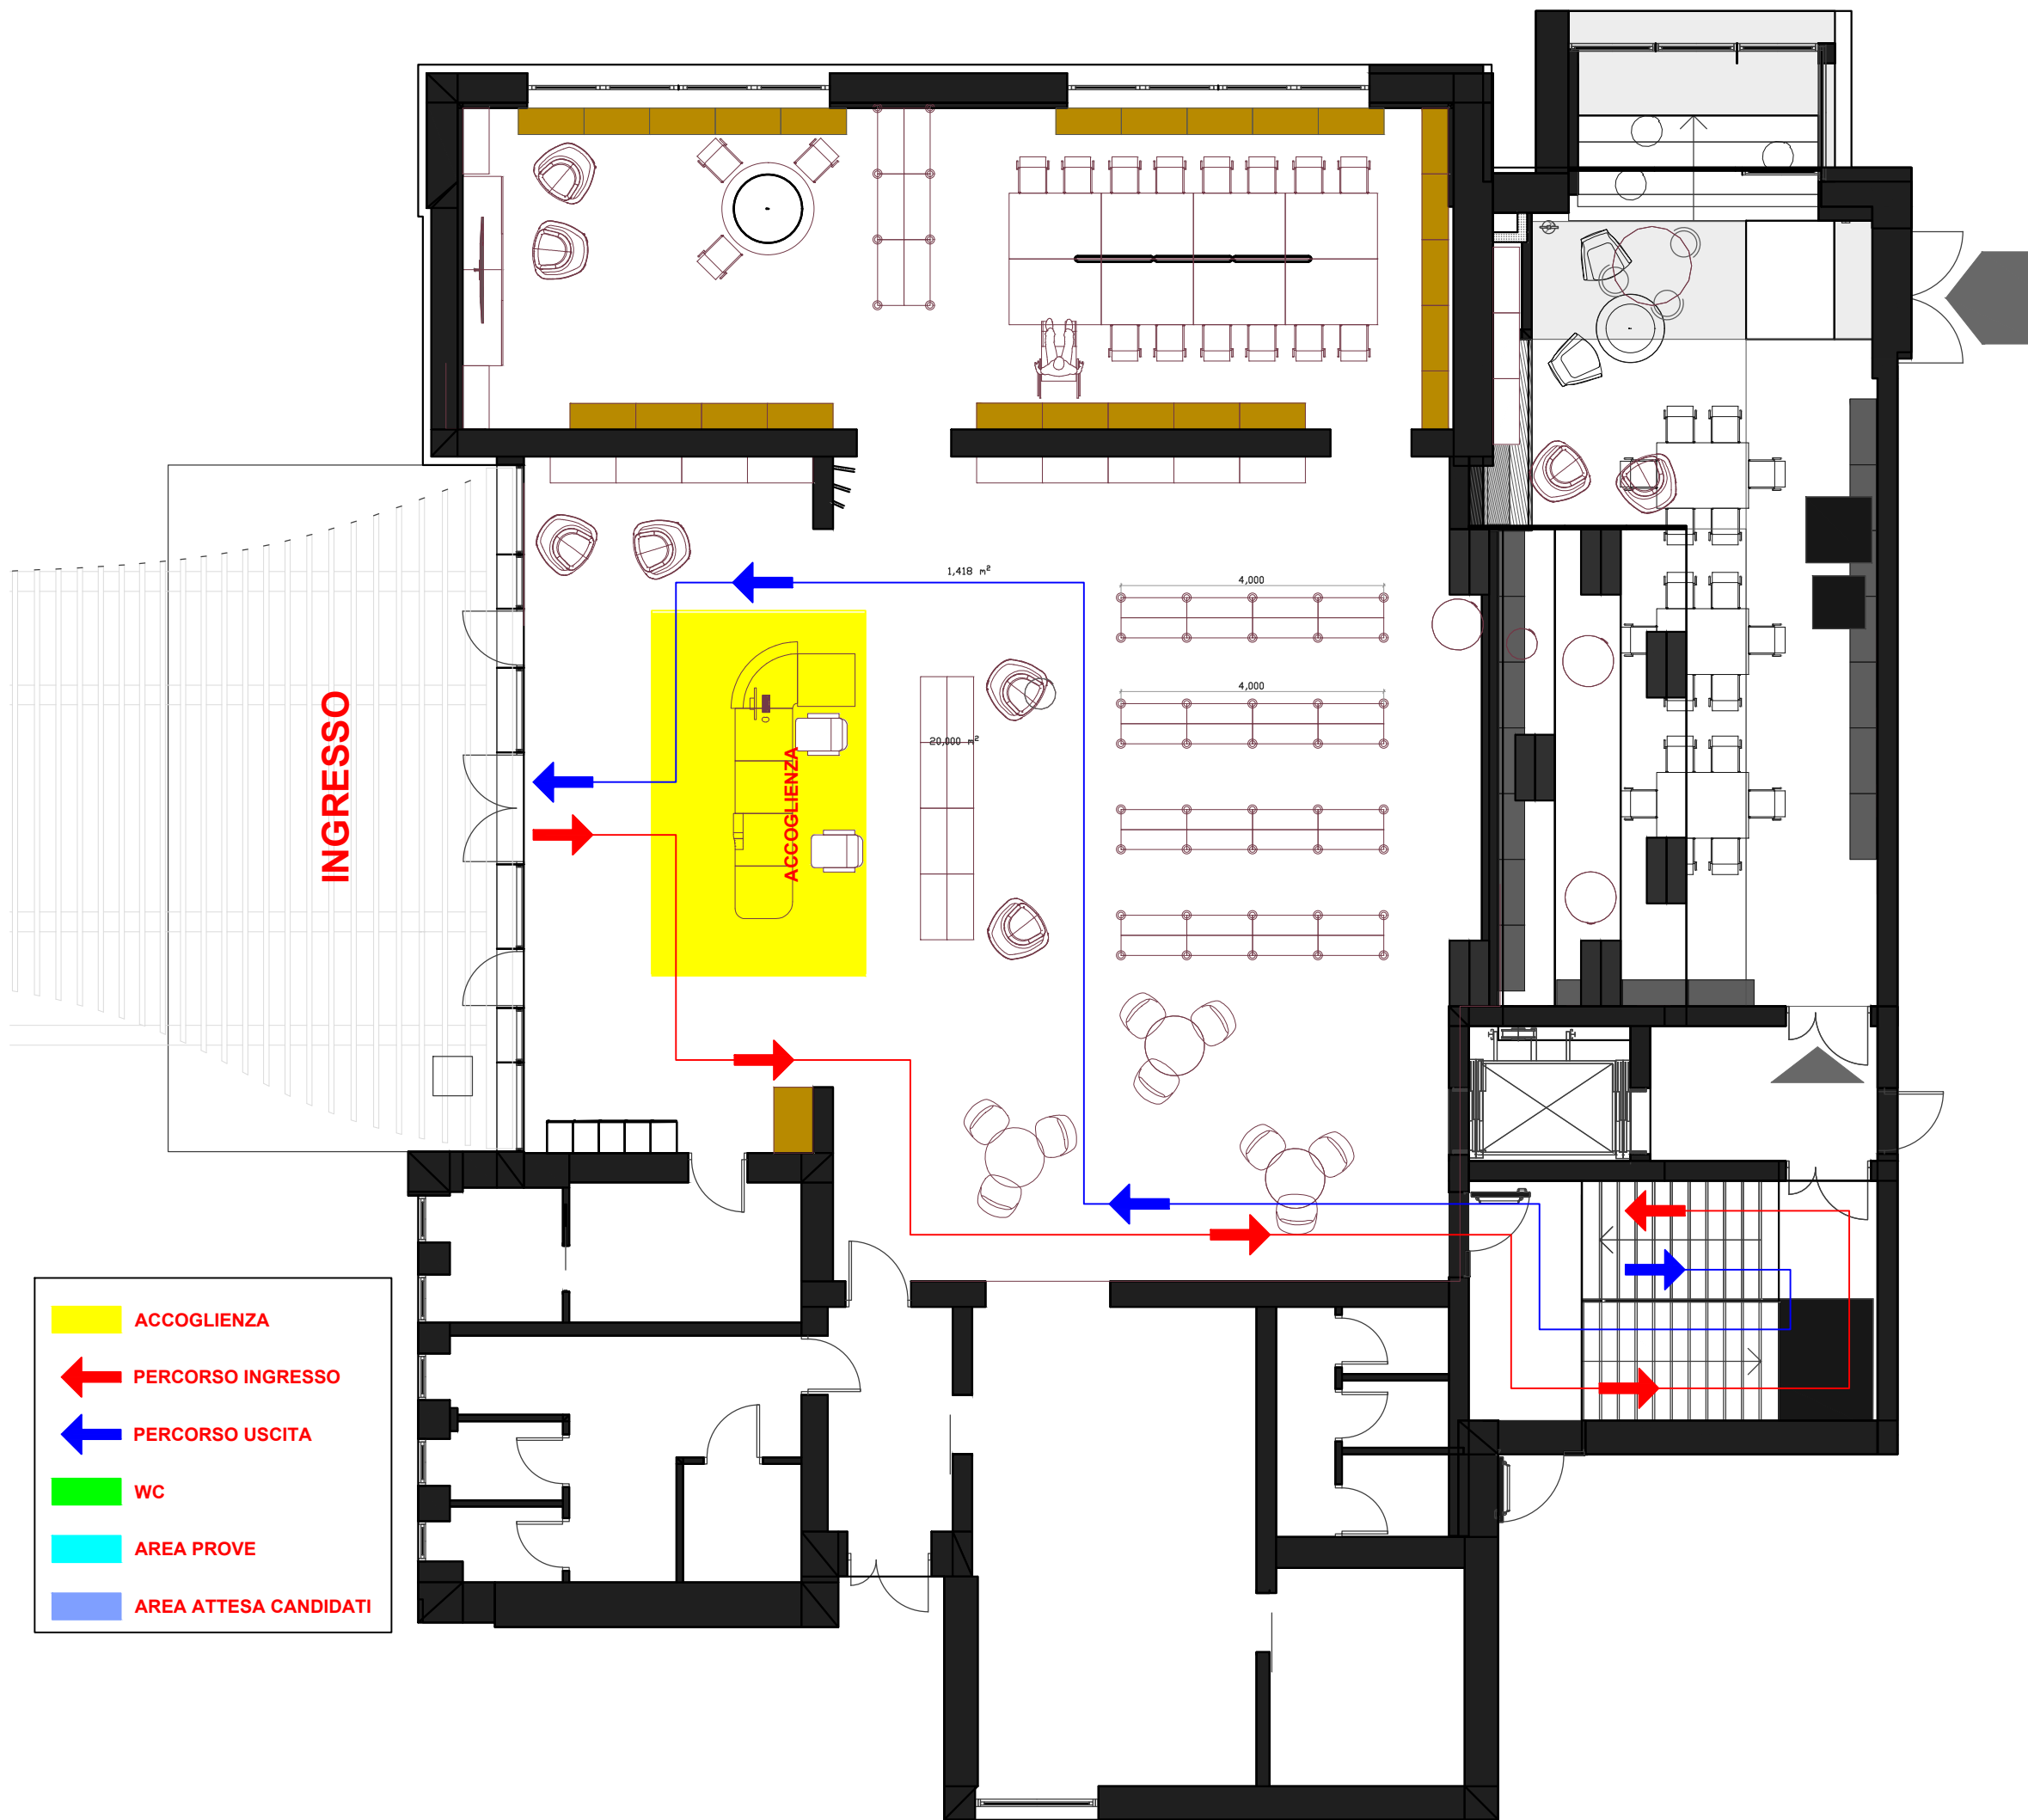 1,418 m²
4,000
4,000
20,000 m²
INGRESSO
ACCOGLIENZA
ACCOGLIENZA
PERCORSO INGRESSO
PERCORSO USCITA
WC
AREA PROVE
AREA ATTESA CANDIDATI